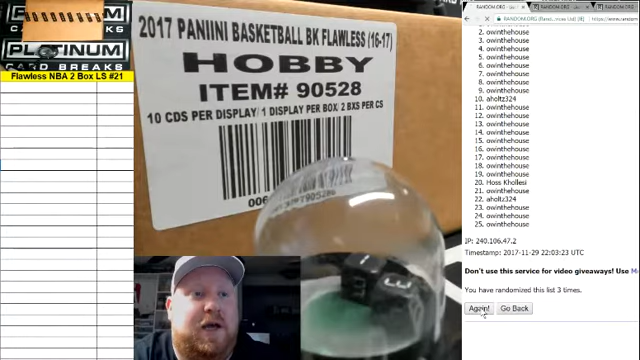 PLATINUM
CARD BREAKS
Flawless NBA 2 Box LS #21
2017 PANIINI BASKETBALL BK FLAWLESS (16-17)
HOBBY
ITEM# 90528
10 CDS PER DISPLAY/ 1 DISPLAY PER BOX/ 2 BXS PER CS
RANDOM.ORG
2. owinthehouse
3. owinthehouse
4. owinthehouse
5. owinthehouse
6. owinthehouse
7. owinthehouse
8. owinthehouse
9. owinthehouse
10. aholtz324
11. owinthehouse
12. owinthehouse
13. owinthehouse
14. owinthehouse
15. owinthehouse
16. owinthehouse
17. owinthehouse
18. owinthehouse
19. owinthehouse
20. Hoss Khollesi
21. owinthehouse
22. aholtz324
23. owinthehouse
24. owinthehouse
25. owinthehouse
IP: 240.106.47.2
Timestamp: 2017-11-29 22:03:23 UTC
Don't use this service for video giveaways! Use
You have randomized this list 3 times.
Again!
Go Back